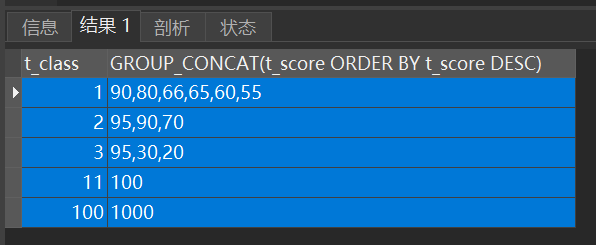 信息 结果 1 剖析 状态
t_class GROUP_CONCAT(t_score ORDER BY t_score DESC)
1 90,80,66,65,60,55
2 95,90,70
3 95,30,20
11 100
100 1000